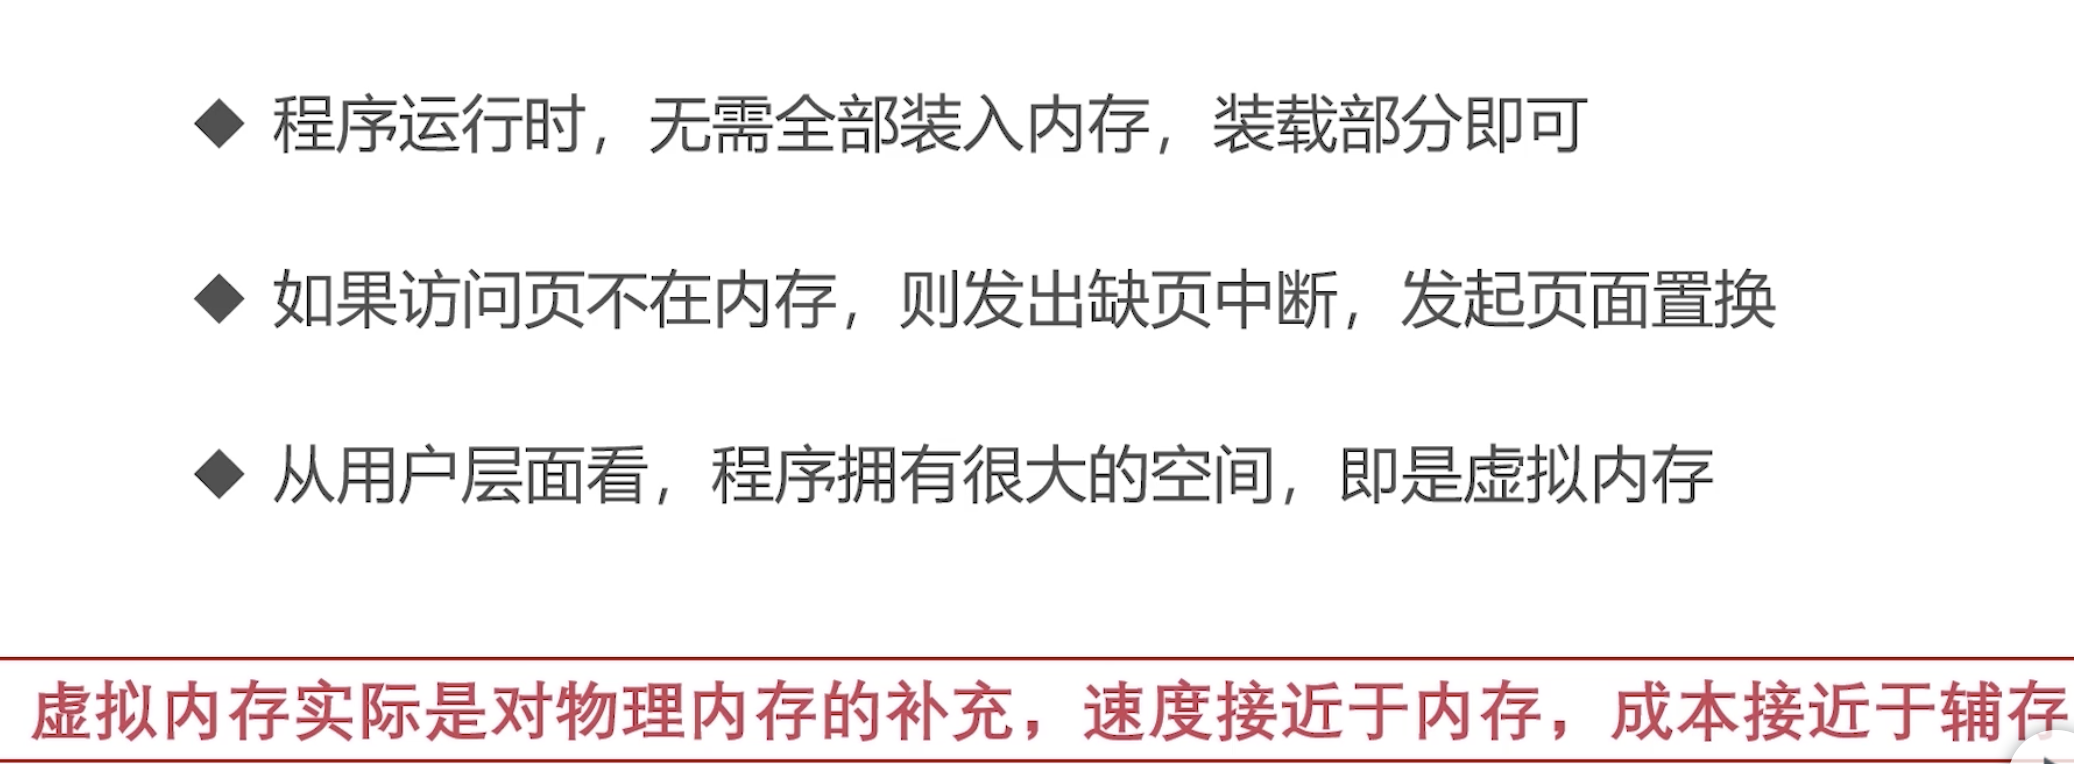 ◆ 程序运行时，无需全部装入内存，装载部分即可
◆ 如果访问页不在内存，则发出缺页中断，发起页面置换
◆ 从用户层面看，程序拥有很大的空间，即是虚拟内存
虚拟内存实际是对物理内存的补充，速度接近于内存，成本接近于辅存